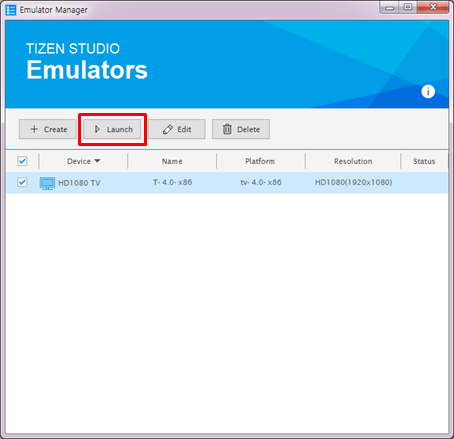 Emulator Manager
TIZEN STUDIO
Emulators
i
+ Create Launch Edit Delete
Device Name Platform Resolution Status
HD1080 TV T- 4.0- x86 tv- 4.0- x86 HD1080(1920x1080)